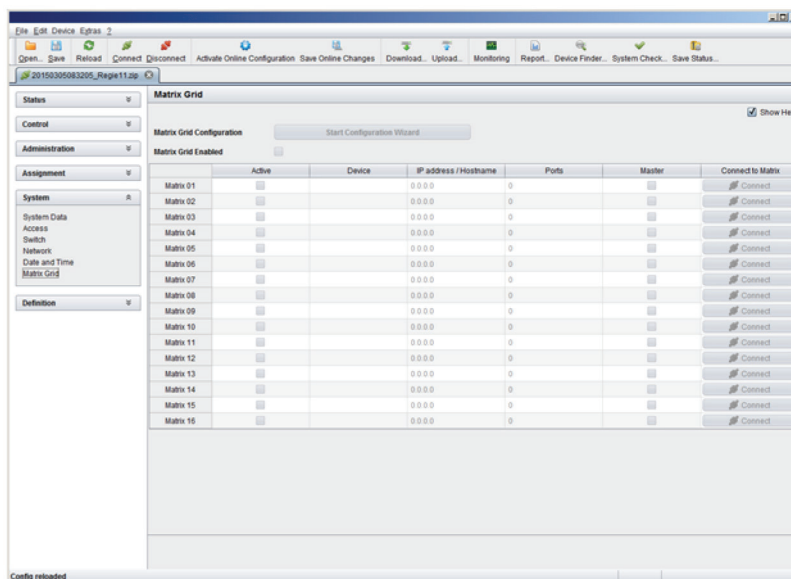 File Edit Device Extras ?
Open... Save Reload Connect Disconnect Activate Online Configuration Save Online Changes Download... Upload... Monitoring Report... Device Finder... System Check... Save Status...
20150305083205_Regie11.zip
Status
Control
Administration
Assignment
System
System Data
Access
Switch
Network
Date and Time
Matrix Grid
Definition
Matrix Grid
Show He
Matrix Grid Configuration Start Configuration Wizard
Matrix Grid Enabled
Active Device IP address / Hostname Ports Master Connect to Matrix
Matrix 01 0.0.0.0 0 Connect
Matrix 02 0.0.0.0 0 Connect
Matrix 03 0.0.0.0 0 Connect
Matrix 04 0.0.0.0 0 Connect
Matrix 05 0.0.0.0 0 Connect
Matrix 06 0.0.0.0 0 Connect
Matrix 07 0.0.0.0 0 Connect
Matrix 08 0.0.0.0 0 Connect
Matrix 09 0.0.0.0 0 Connect
Matrix 10 0.0.0.0 0 Connect
Matrix 11 0.0.0.0 0 Connect
Matrix 12 0.0.0.0 0 Connect
Matrix 13 0.0.0.0 0 Connect
Matrix 14 0.0.0.0 0 Connect
Matrix 15 0.0.0.0 0 Connect
Matrix 16 0.0.0.0 0 Connect
Config reloaded